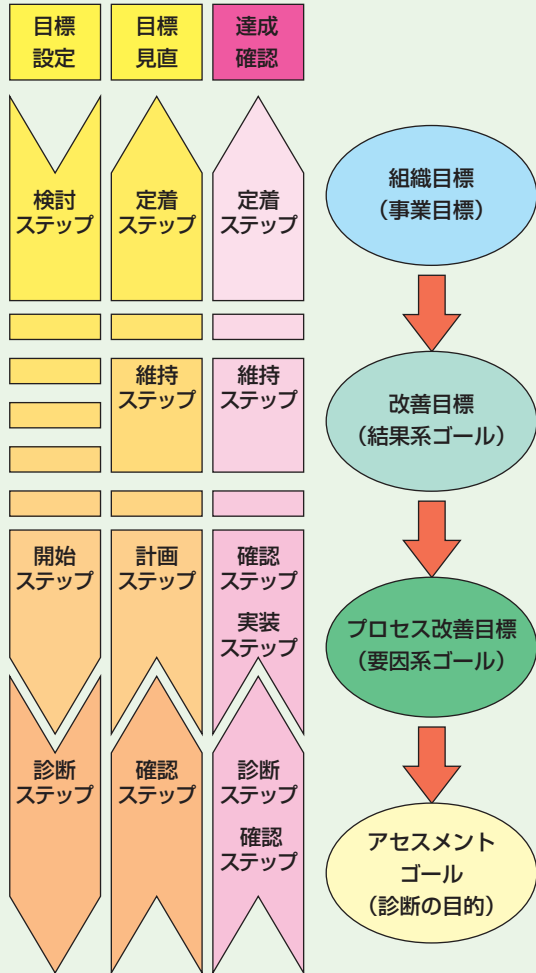 目標
設定
目標
見直
達成
確認
検討
ステップ
定着
ステップ
定着
ステップ
組織目標
（事業目標）
維持
ステップ
維持
ステップ
改善目標
（結果系ゴール）
開始
ステップ
計画
ステップ
確認
ステップ
実装
ステップ
プロセス改善目標
（要因系ゴール）
診断
ステップ
確認
ステップ
診断
ステップ
確認
ステップ
アセスメント
ゴール
（診断の目的）